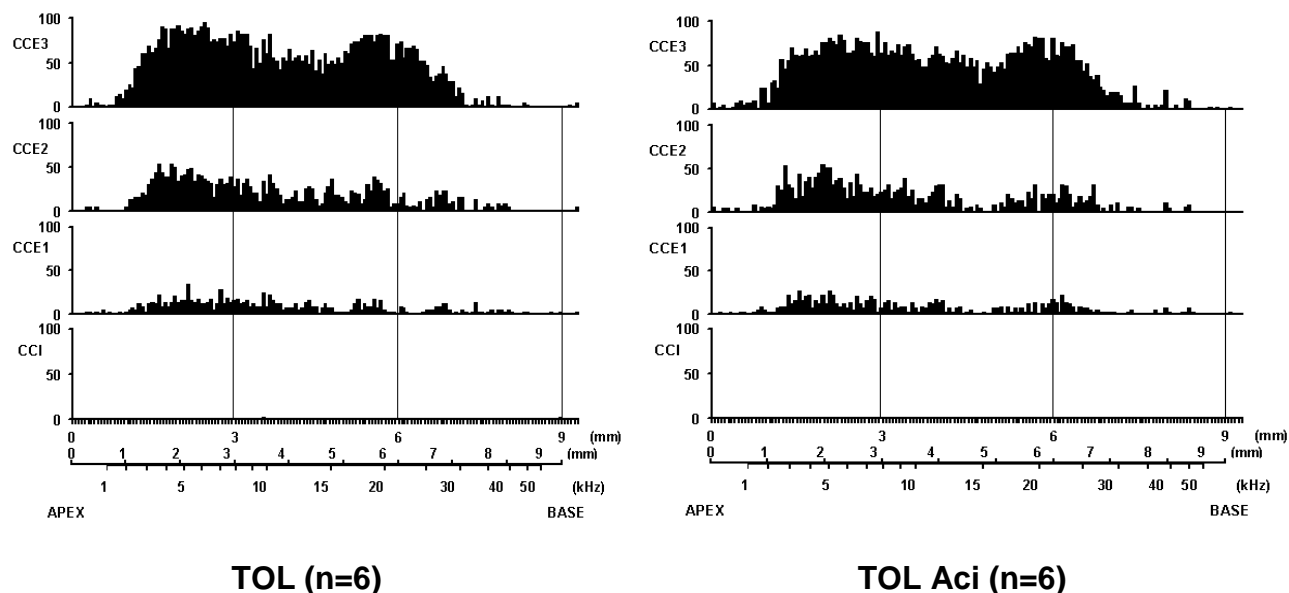 100
CCE3
50
0
100
CCE2
50
0
100
CCE1
50
0
100
CCI
50
0
0 3 6 9 (mm)
0 1 2 3 4 5 6 7 8 9 (mm)
1 5 10 15 20 30 40 50 (kHz)
APEX BASE
TOL (n=6)
100
CCE3
50
0
100
CCE2
50
0
100
CCE1
50
0
100
CCI
50
0
0 3 6 9
0 1 2 3 4 5 6 7 8 9 (mm)
1 5 10 15 20 30 40 50 (kHz)
APEX BASE
TOL Aci (n=6)